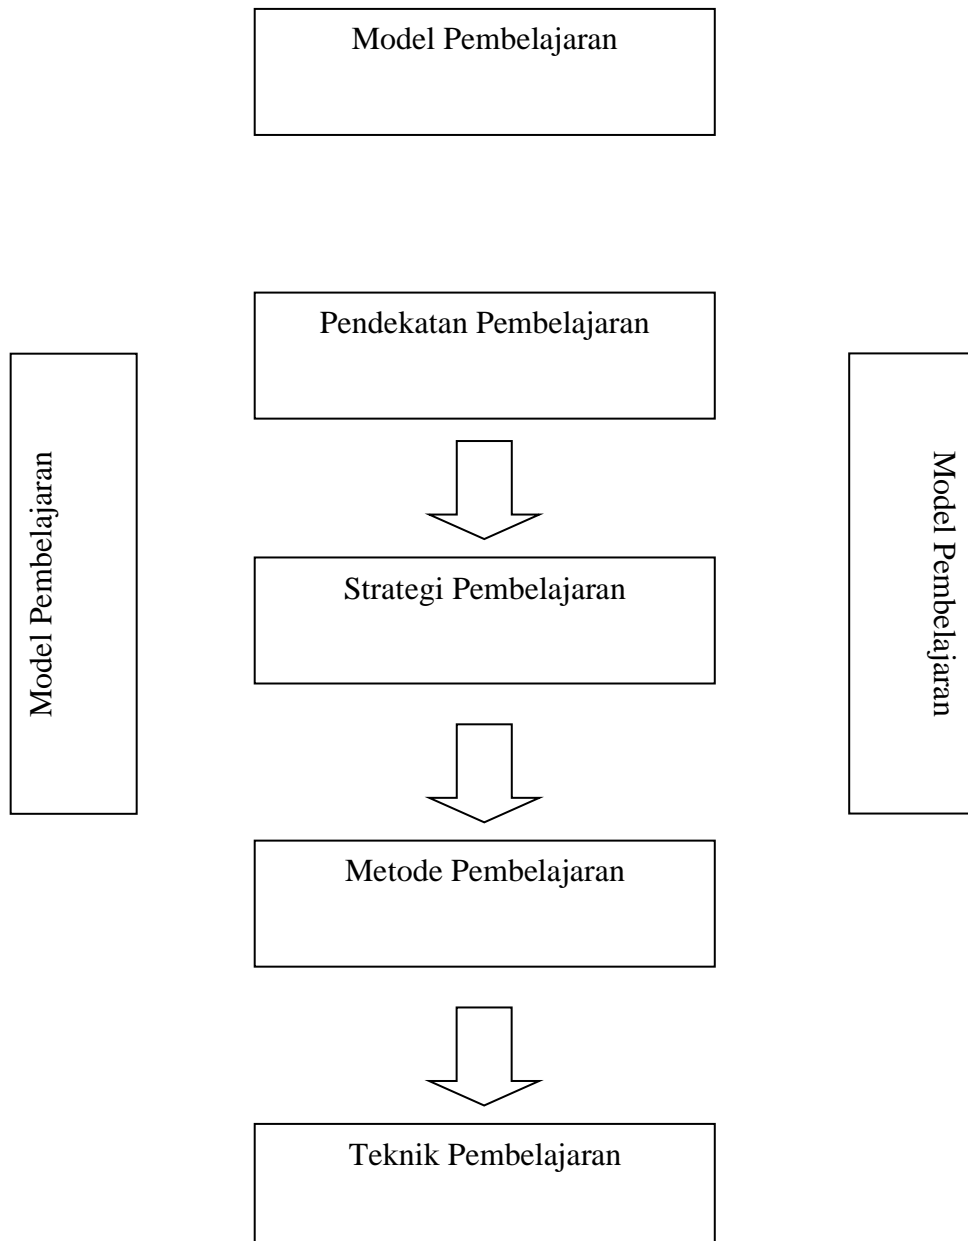 Model Pembelajaran
Pendekatan Pembelajaran
Model Pembelajaran
Model Pembelajaran
Strategi Pembelajaran
Metode Pembelajaran
Teknik Pembelajaran